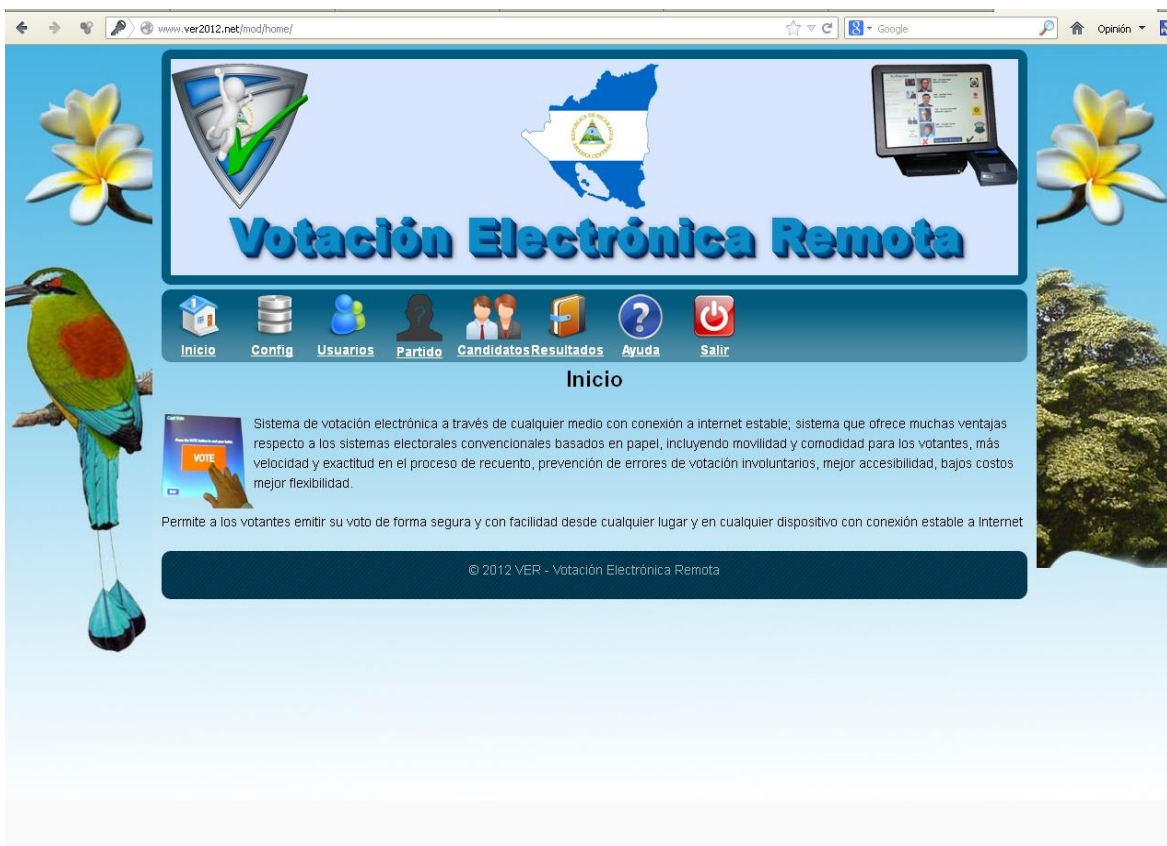 www.ver2012.net/mod/home/
Google
Opinión
Votación Electrónica Remota
Inicio
Config
Usuarios
Partido
Candidatos
Resultados
Ayuda
Salir
Inicio
VOTE
Sistema de votación electrónica a través de cualquier medio con conexión a internet estable; sistema que ofrece muchas ventajas
respecto a los sistemas electorales convencionales basados en papel, incluyendo movilidad y comodidad para los votantes, más
velocidad y exactitud en el proceso de recuento, prevención de errores de votación involuntarios, mejor accesibilidad, bajos costos
mejor flexibilidad.
Permite a los votantes emitir su voto de forma segura y con facilidad desde cualquier lugar y en cualquier dispositivo con conexión estable a Internet
© 2012 VER - Votación Electrónica Remota